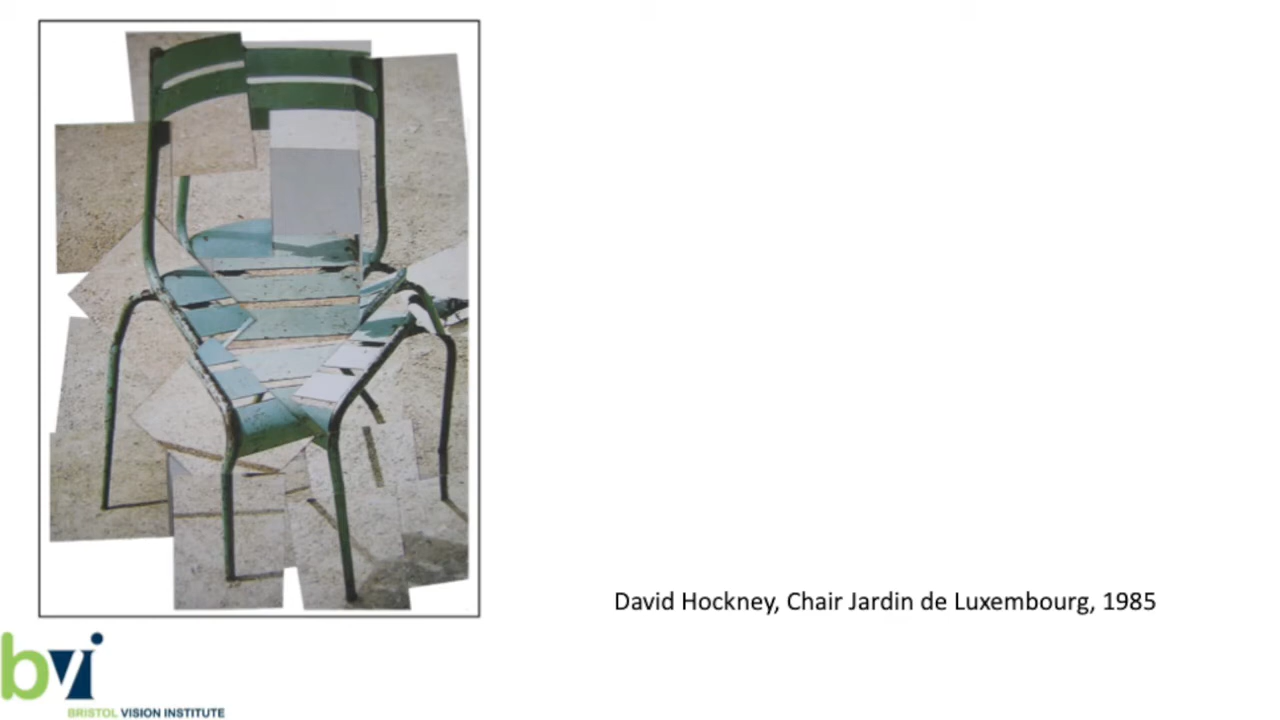 David Hockney, Chair Jardin de Luxembourg, 1985
bvi
BRISTOL VISION INSTITUTE